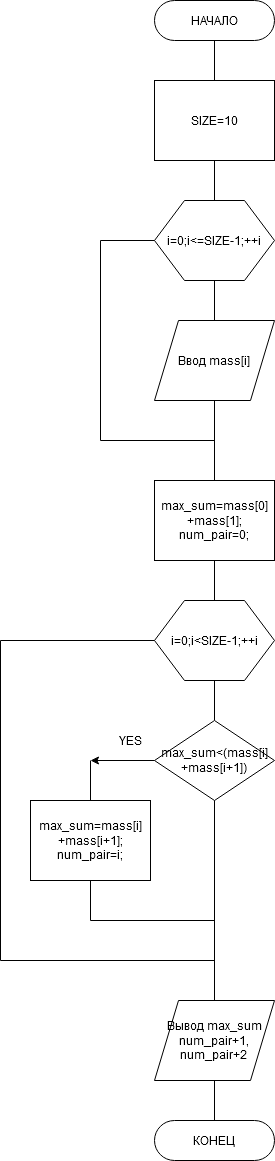 НАЧАЛО
SIZE=10
i=0;i<=SIZE-1;++i
Ввод mass[i]
max_sum=mass[0]
+mass[1];
num_pair=0;
i=0;i<SIZE-1;++i
YES
max_sum<(mass[i]
+mass[i+1])
max_sum=mass[i]
+mass[i+1];
num_pair=i;
Вывод max_sum
num_pair+1,
num_pair+2
КОНЕЦ